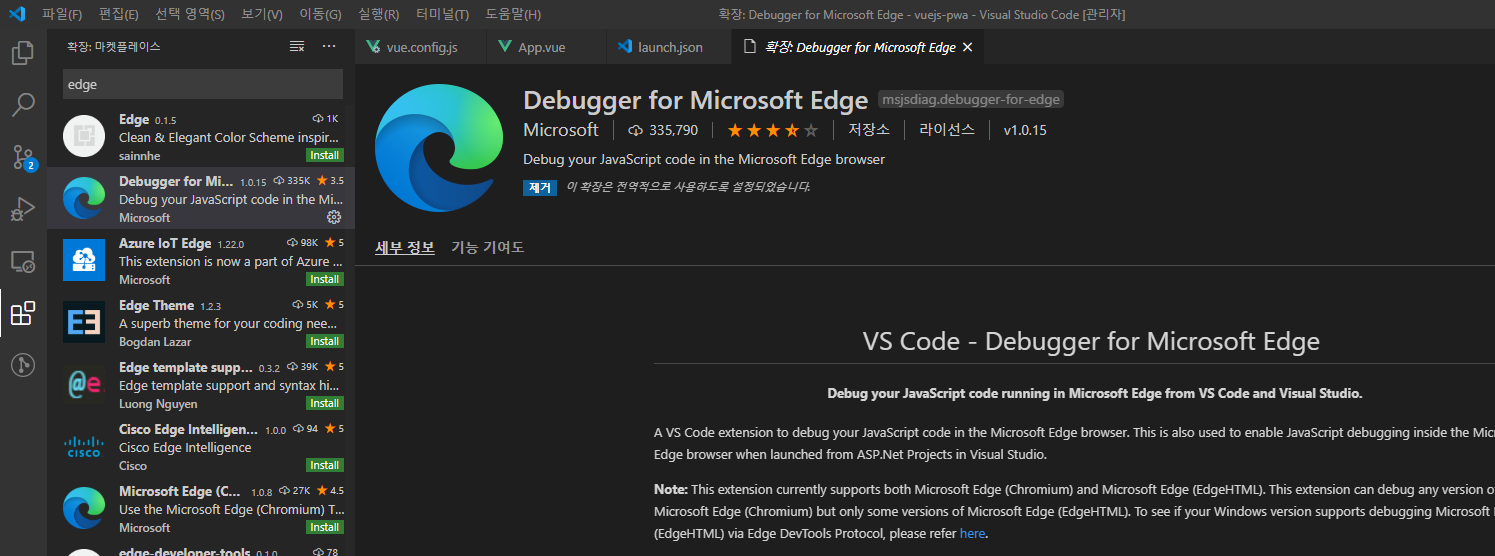 파일(F) 편집(E) 선택 영역(S) 보기(V) 이동(G) 실행(R) 터미널(T) 도움말(H) 확장: Debugger for Microsoft Edge - vuejs-pwa - Visual Studio Code [관리자]
확장: 마켓플레이스
vue.config.js App.vue launch.json 확장: Debugger for Microsoft Edge
edge
Edge 0.1.5 1K
Clean & Elegant Color Scheme inspir...
sainnhe Install
Debugger for Mi... 1.0.15 335K 3.5
Debug your JavaScript code in the Mi...
Microsoft
Azure IoT Edge 1.22.0 98K 5
This extension is now a part of Azure ...
Microsoft Install
Edge Theme 1.2.3 5K 5
A superb theme for your coding nee...
Bogdan Lazar Install
Edge template supp... 0.3.2 39K 5
Edge template support and syntax hi...
Luong Nguyen Install
Cisco Edge Intelligen... 1.0.0 94 5
Cisco Edge Intelligence
Cisco Install
Microsoft Edge (C... 1.0.8 27K 4.5
Use the Microsoft Edge (Chromium) T...
Microsoft Install
edge-developer-tools 0.1.0 78
2
@e
CISCO
Debugger for Microsoft Edge msjsdiag.debugger-for-edge
Microsoft 335,790 저장소 라이선스 v1.0.15
Debug your JavaScript code in the Microsoft Edge browser
제거 이 확장은 전역적으로 사용하도록 설정되었습니다.
세부 정보 기능 기여도
VS Code - Debugger for Microsoft Edge
Debug your JavaScript code running in Microsoft Edge from VS Code and Visual Studio.
A VS Code extension to debug your JavaScript code in the Microsoft Edge browser. This is also used to enable JavaScript debugging inside the Micr
Edge browser when launched from ASP.Net Projects in Visual Studio.
Note: This extension currently supports both Microsoft Edge (Chromium) and Microsoft Edge (EdgeHTML). This extension can debug any version o
Microsoft Edge (Chromium) but only some versions of Microsoft Edge (EdgeHTML). To see if your Windows version supports debugging Microsoft
(EdgeHTML) via Edge DevTools Protocol, please refer here.